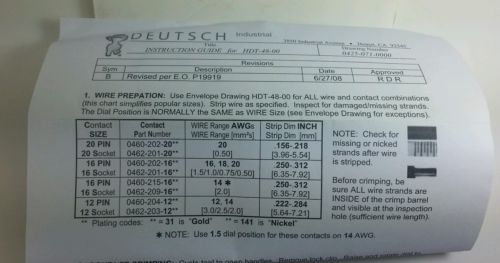 DEUTSCH Industrial
3850 Industrial Avenue • Hemet, CA. 92545
Title
Drawing Number
INSTRUCTION GUIDE for HDT-48-00
0425-071-0000
Revisions
Sym Description Date Approved
B Revised per E.O. P19919 6/27/08 R D R
1. WIRE PREPATION: Use Envelope Drawing HDT-48-00 for ALL wire and contact combinations
(this chart simplifies popular sizes). Strip wire as specified. Inspect for damaged/missing strands.
The Dial Position is NORMALLY the SAME as WIRE Size (see Envelope Drawing for exceptions).
Contact Contact WIRE Range AWGs Strip Dim INCH
SIZE Part Number WIRE Range [mm] Strip Dim [mm]
20 PIN 0460-202-20** 20 .156-.218
20 Socket 0462-201-20** [0.50] [3.96-5.54]
16 PIN 0460-202-16** 16, 18, 20 .250-.312
16 Socket 0462-201-16** [1.5/1.0/0.75/0.50] [6.35-7.92]
16 PIN 0460-215-16** 14 * .250-.312
16 Socket 0462-209-16** [2.0] [6.35-7.92]
12 PIN 0460-204-12** 12, 14 .222-.284
12 Socket 0462-203-12** [3.0/2.5/2.0] [5.64-7.21]
** Plating codes: ** = 31 is "Gold" ** = 141 is "Nickel"
* NOTE: Use 1.5 dial position for these contacts on 14 AWG.
NOTE: Check for
missing or nicked
strands after wire
is stripped.
Before crimping, be
sure ALL wire strands are
INSIDE of the crimp barrel
and visible at the inspection
hole (sufficient wire length).